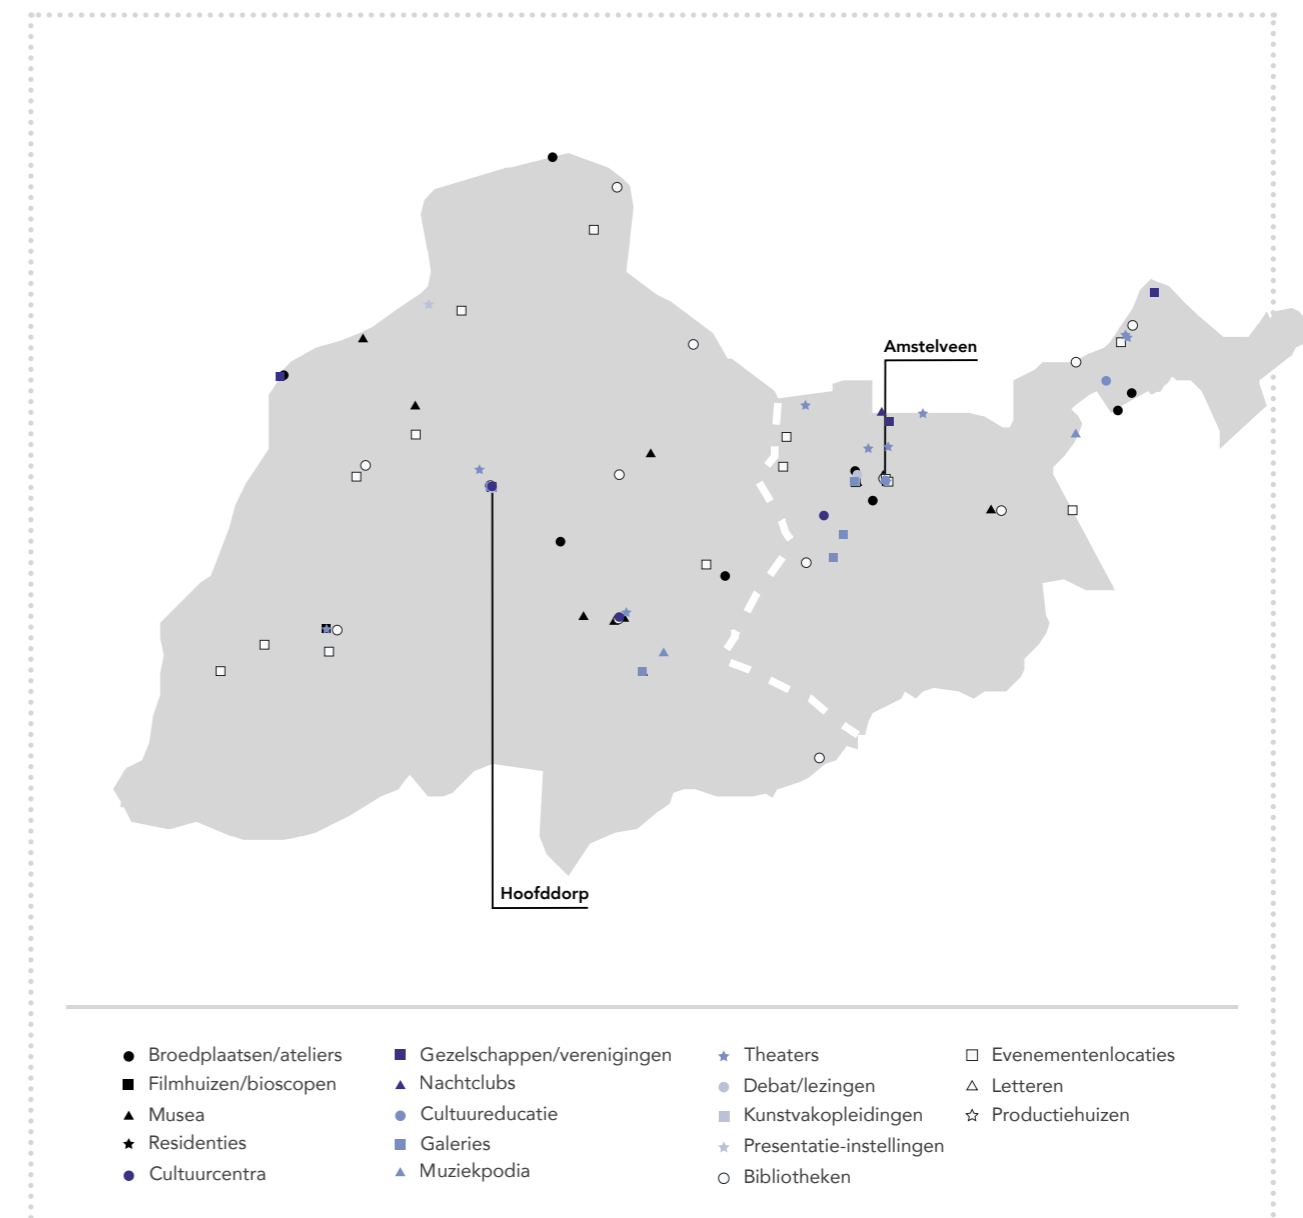 Amstelveen
Hoofddorp
Broedplaatsen/ateliers
Filmhuizen/bioscopen
Musea
Residenties
Cultuurcentra
Gezelschappen/verenigingen
Nachtclubs
Cultuureducatie
Galeries
Muziekpodia
Theaters
Debat/lezingen
Kunstvakopleidingen
Presentatie-instellingen
Bibliotheken
Evenementenlocaties
Letteren
Productiehuizen